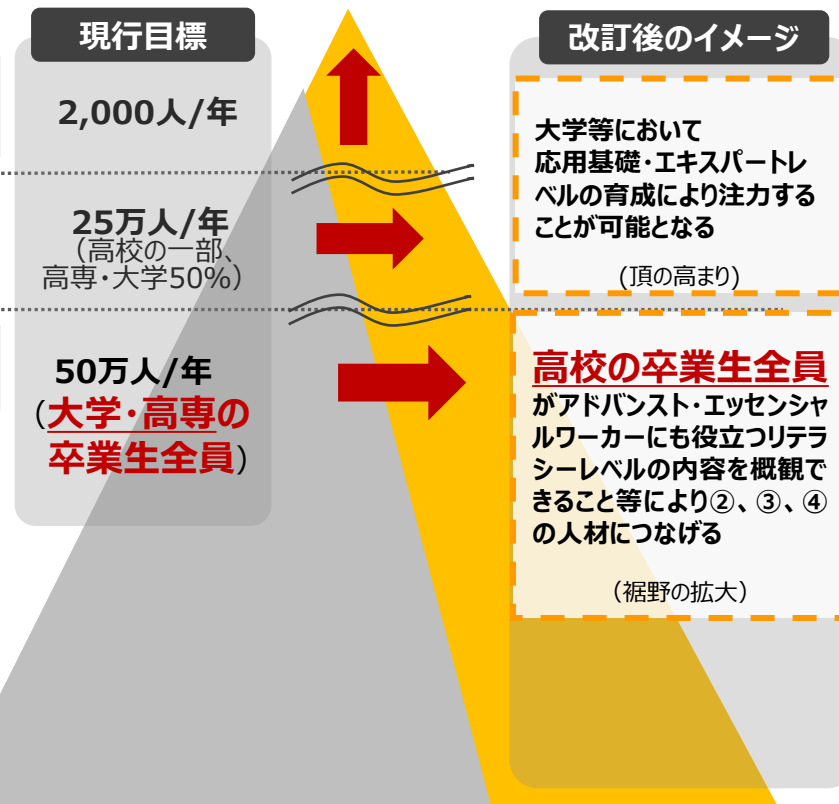 現行目標
2,000人/年
25万人/年
（高校の一部、
高専・大学50%）
50万人/年
（大学・高専の
卒業生全員）
改訂後のイメージ
大学等において
応用基礎・エキスパートレ
ベルの育成により注力する
ことが可能となる
(頂の高まり)
高校の卒業生全員
がアドバンスト・エッセンシャ
ルワーカーにも役立つリテラ
シーレベルの内容を概観で
きること等により②、③、④
の人材につなげる
（裾野の拡大）